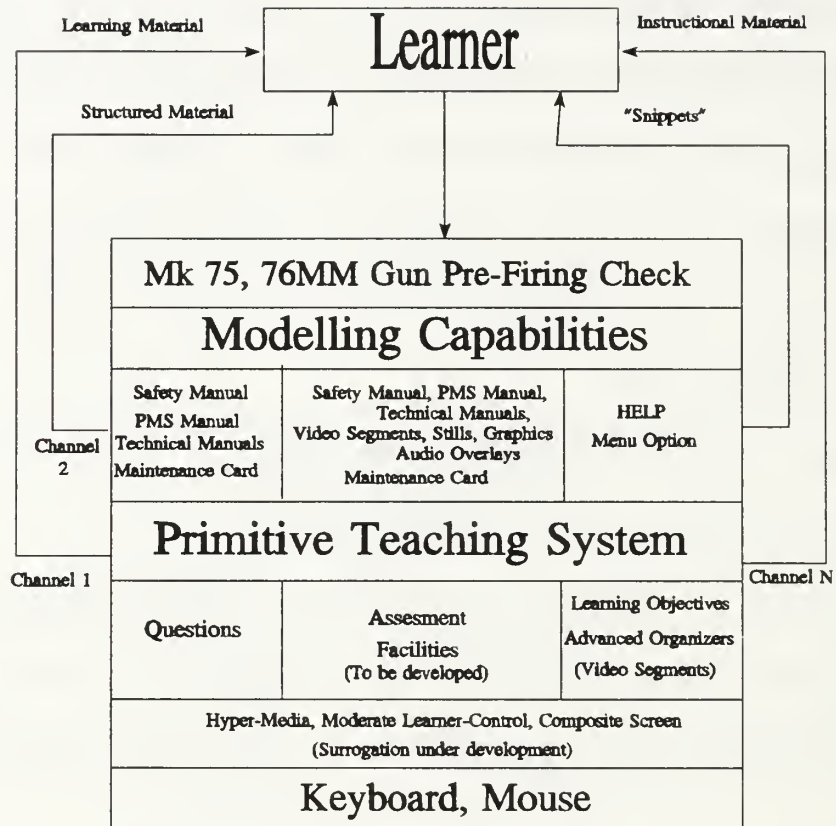 Learning Material
Learner
Instructional Material
Structured Material
"Snippets"
Mk 75, 76MM Gun Pre-Firing Check
Modelling Capabilities
Safety Manual
PMS Manual
Technical Manuals
Maintenance Card
Safety Manual, PMS Manual,
Technical Manuals,
Video Segments, Stills, Graphics
Audio Overlays
Maintenance Card
HELP
Menu Option
Channel
2
Primitive Teaching System
Channel 1
Channel N
Questions
Assesment
Facilities
(To be developed)
Learning Objectives
Advanced Organizers
(Video Segments)
Hyper-Media, Moderate Learner-Control, Composite Screen
(Surrogation under development)
Keyboard, Mouse